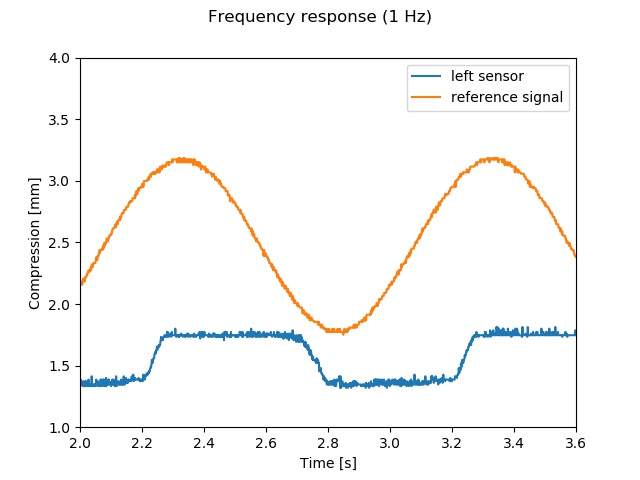 Frequency response (1 Hz)
left sensor
reference signal
Compression [mm]
4.0
3.5
3.0
2.5
2.0
1.5
1.0
2.0 2.2 2.4 2.6 2.8 3.0 3.2 3.4 3.6
Time [s]